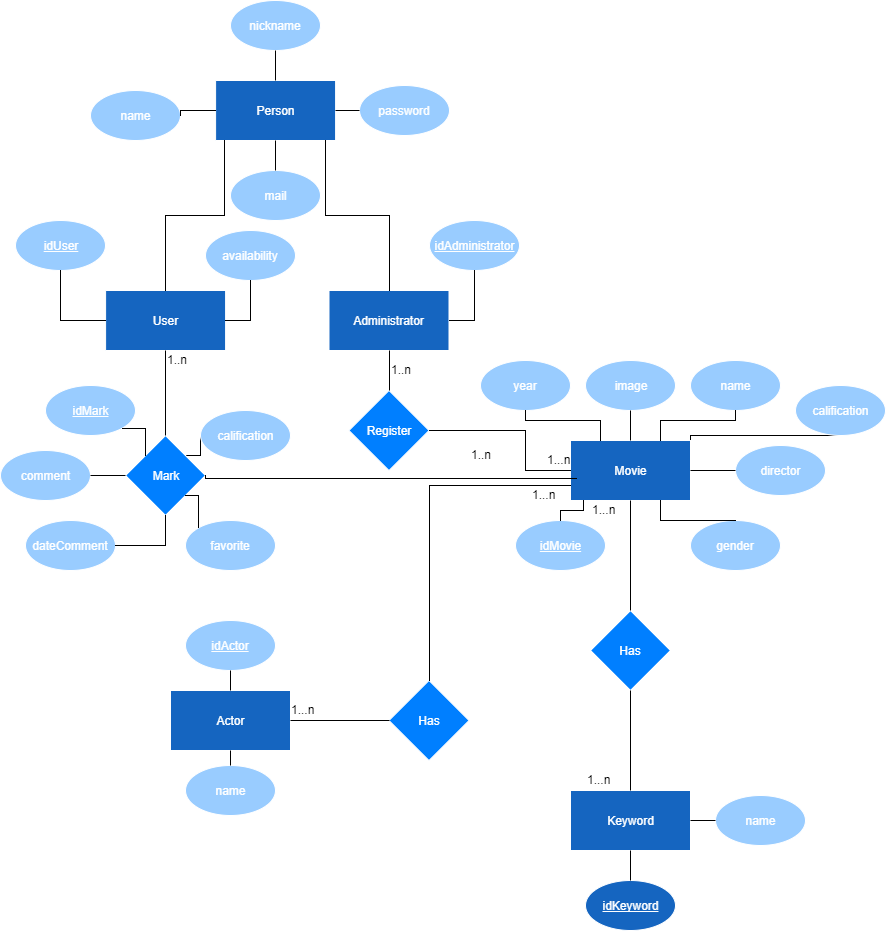 nickname
name
Person
password
mail
idUser
availability
idAdministrator
User
Administrator
1..n
1..n
year
image
name
idMark
calification
calification
Register
Mark
comment
1..n
1...n
Movie
director
1...n
1...n
dateComment
favorite
idMovie
gender
idActor
Has
Actor
1...n
Has
name
1...n
Keyword
name
idKeyword